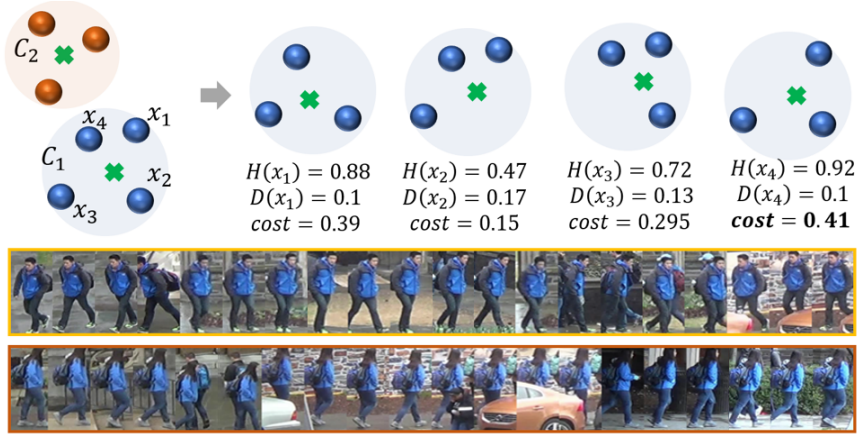 C₂
x₄ x₁
C₁
x₂
x₃
H(x₁) = 0.88
D(x₁) = 0.1
cost = 0.39
H(x₂) = 0.47
D(x₂) = 0.17
cost = 0.15
H(x₃) = 0.72
D(x₃) = 0.13
cost = 0.295
H(x₄) = 0.92
D(x₄) = 0.1
cost = 0.41